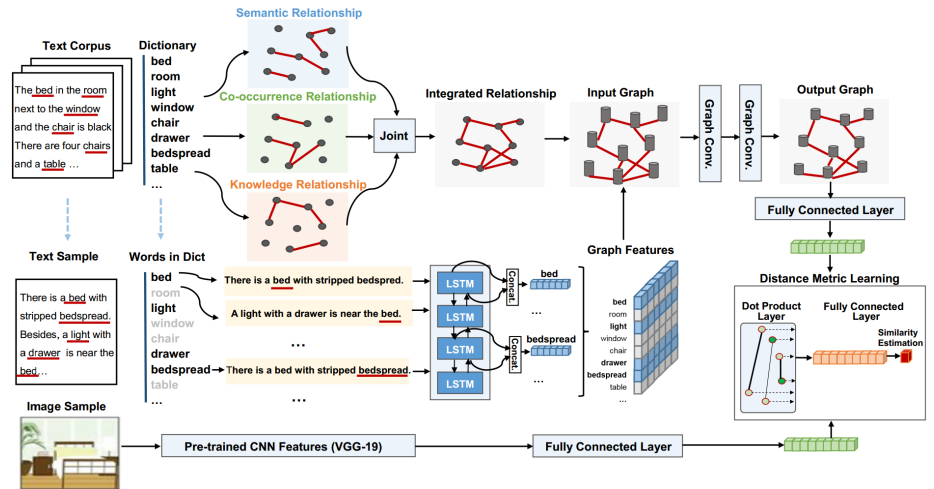 Semantic Relationship
Text Corpus
Dictionary
The bed in the room
next to the window
and the chair is black
There are four chairs
and a table ...
bed
room
light
window
chair
drawer
bedspread
table
...
Co-occurrence Relationship
Knowledge Relationship
Joint
Integrated Relationship
Input Graph
Graph Conv.
Graph Conv.
Output Graph
Fully Connected Layer
Text Sample
There is a bed with
stripped bedspread.
Besides, a light with
a drawer is near the
bed...
Words in Dict
bed
room
light
window
chair
drawer
bedspread
table
...
There is a bed with stripped bedspred.
A light with a drawer is near the bed.
...
There is a bed with stripped bedspread.
...
LSTM
LSTM
LSTM
LSTM
Concat.
Concat.
bed
...
bedspread
...
Graph Features
bed
room
light
window
chair
drawer
bedspread
table
...
Distance Metric Learning
Dot Product
Layer
Fully Connected Layer
Similarity
Estimation
Image Sample
Pre-trained CNN Features (VGG-19)
Fully Connected Layer